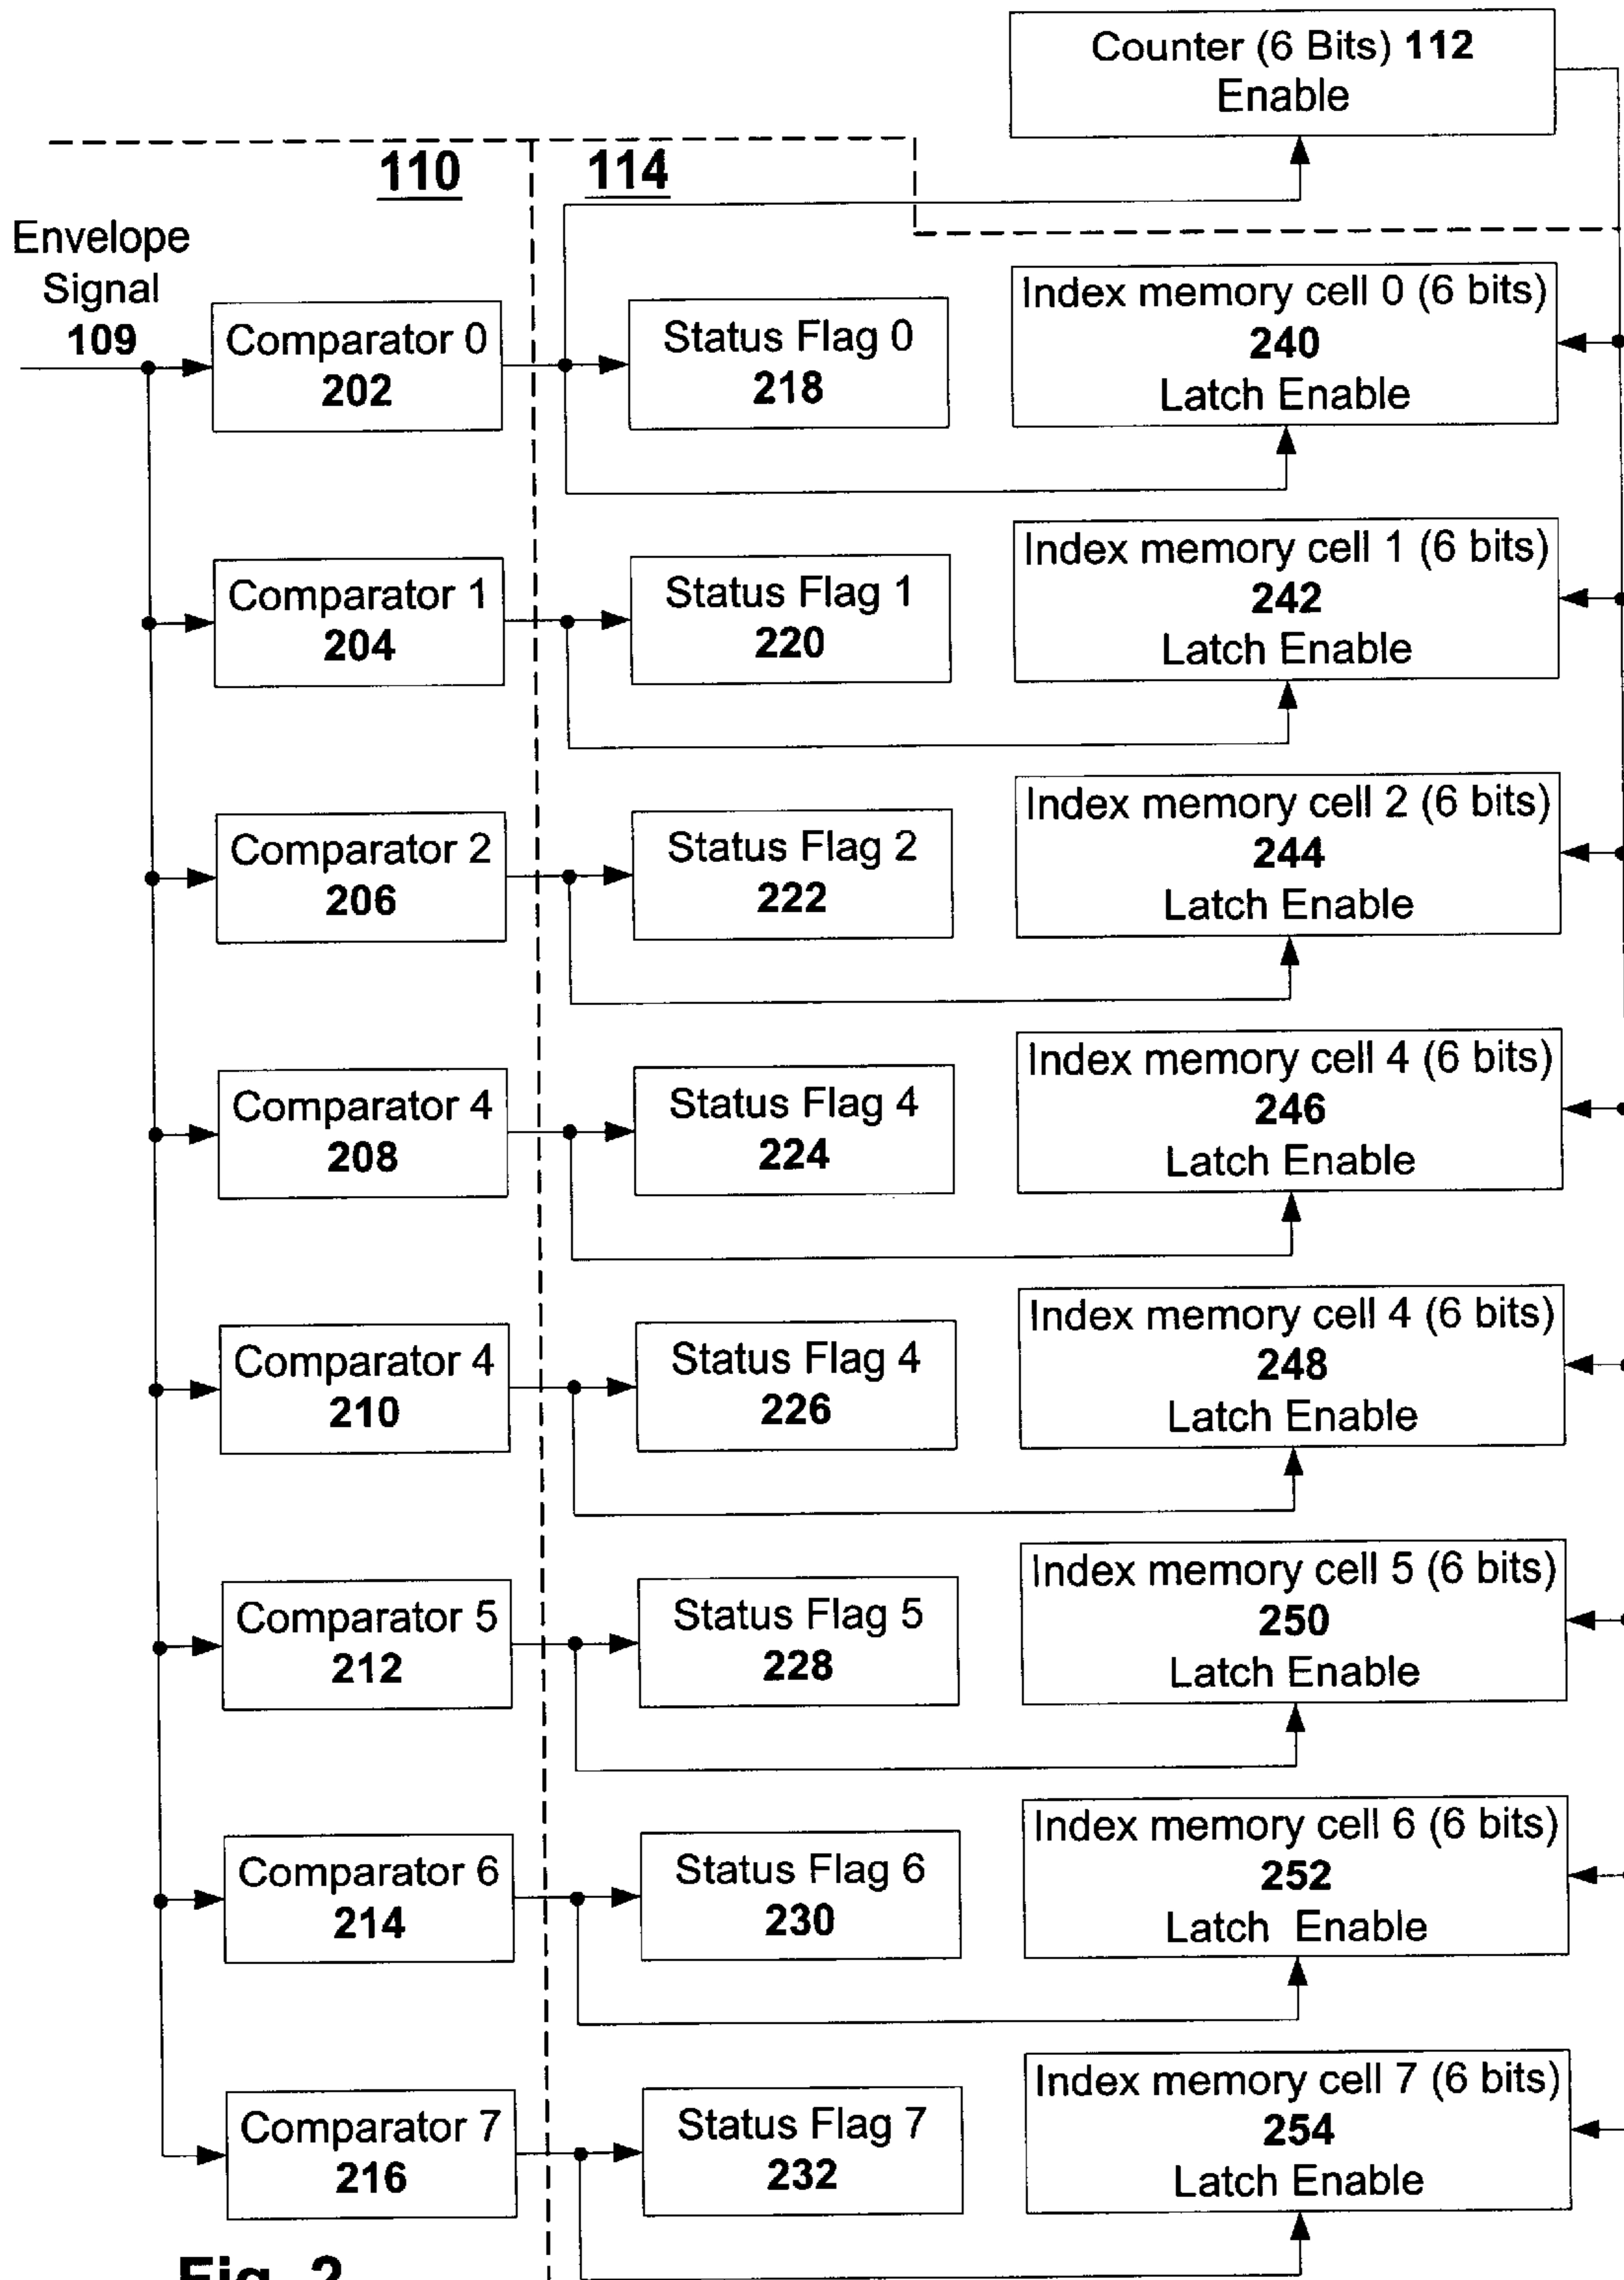 Counter (6 Bits) 112
Enable
110
114
Envelope
Signal
109
Comparator 0
202
Status Flag 0
218
Index memory cell 0 (6 bits)
240
Latch Enable
Comparator 1
204
Status Flag 1
220
Index memory cell 1 (6 bits)
242
Latch Enable
Comparator 2
206
Status Flag 2
222
Index memory cell 2 (6 bits)
244
Latch Enable
Comparator 4
208
Status Flag 4
224
Index memory cell 4 (6 bits)
246
Latch Enable
Comparator 4
210
Status Flag 4
226
Index memory cell 4 (6 bits)
248
Latch Enable
Comparator 5
212
Status Flag 5
228
Index memory cell 5 (6 bits)
250
Latch Enable
Comparator 6
214
Status Flag 6
230
Index memory cell 6 (6 bits)
252
Latch Enable
Comparator 7
216
Status Flag 7
232
Index memory cell 7 (6 bits)
254
Latch Enable
Fig. 2